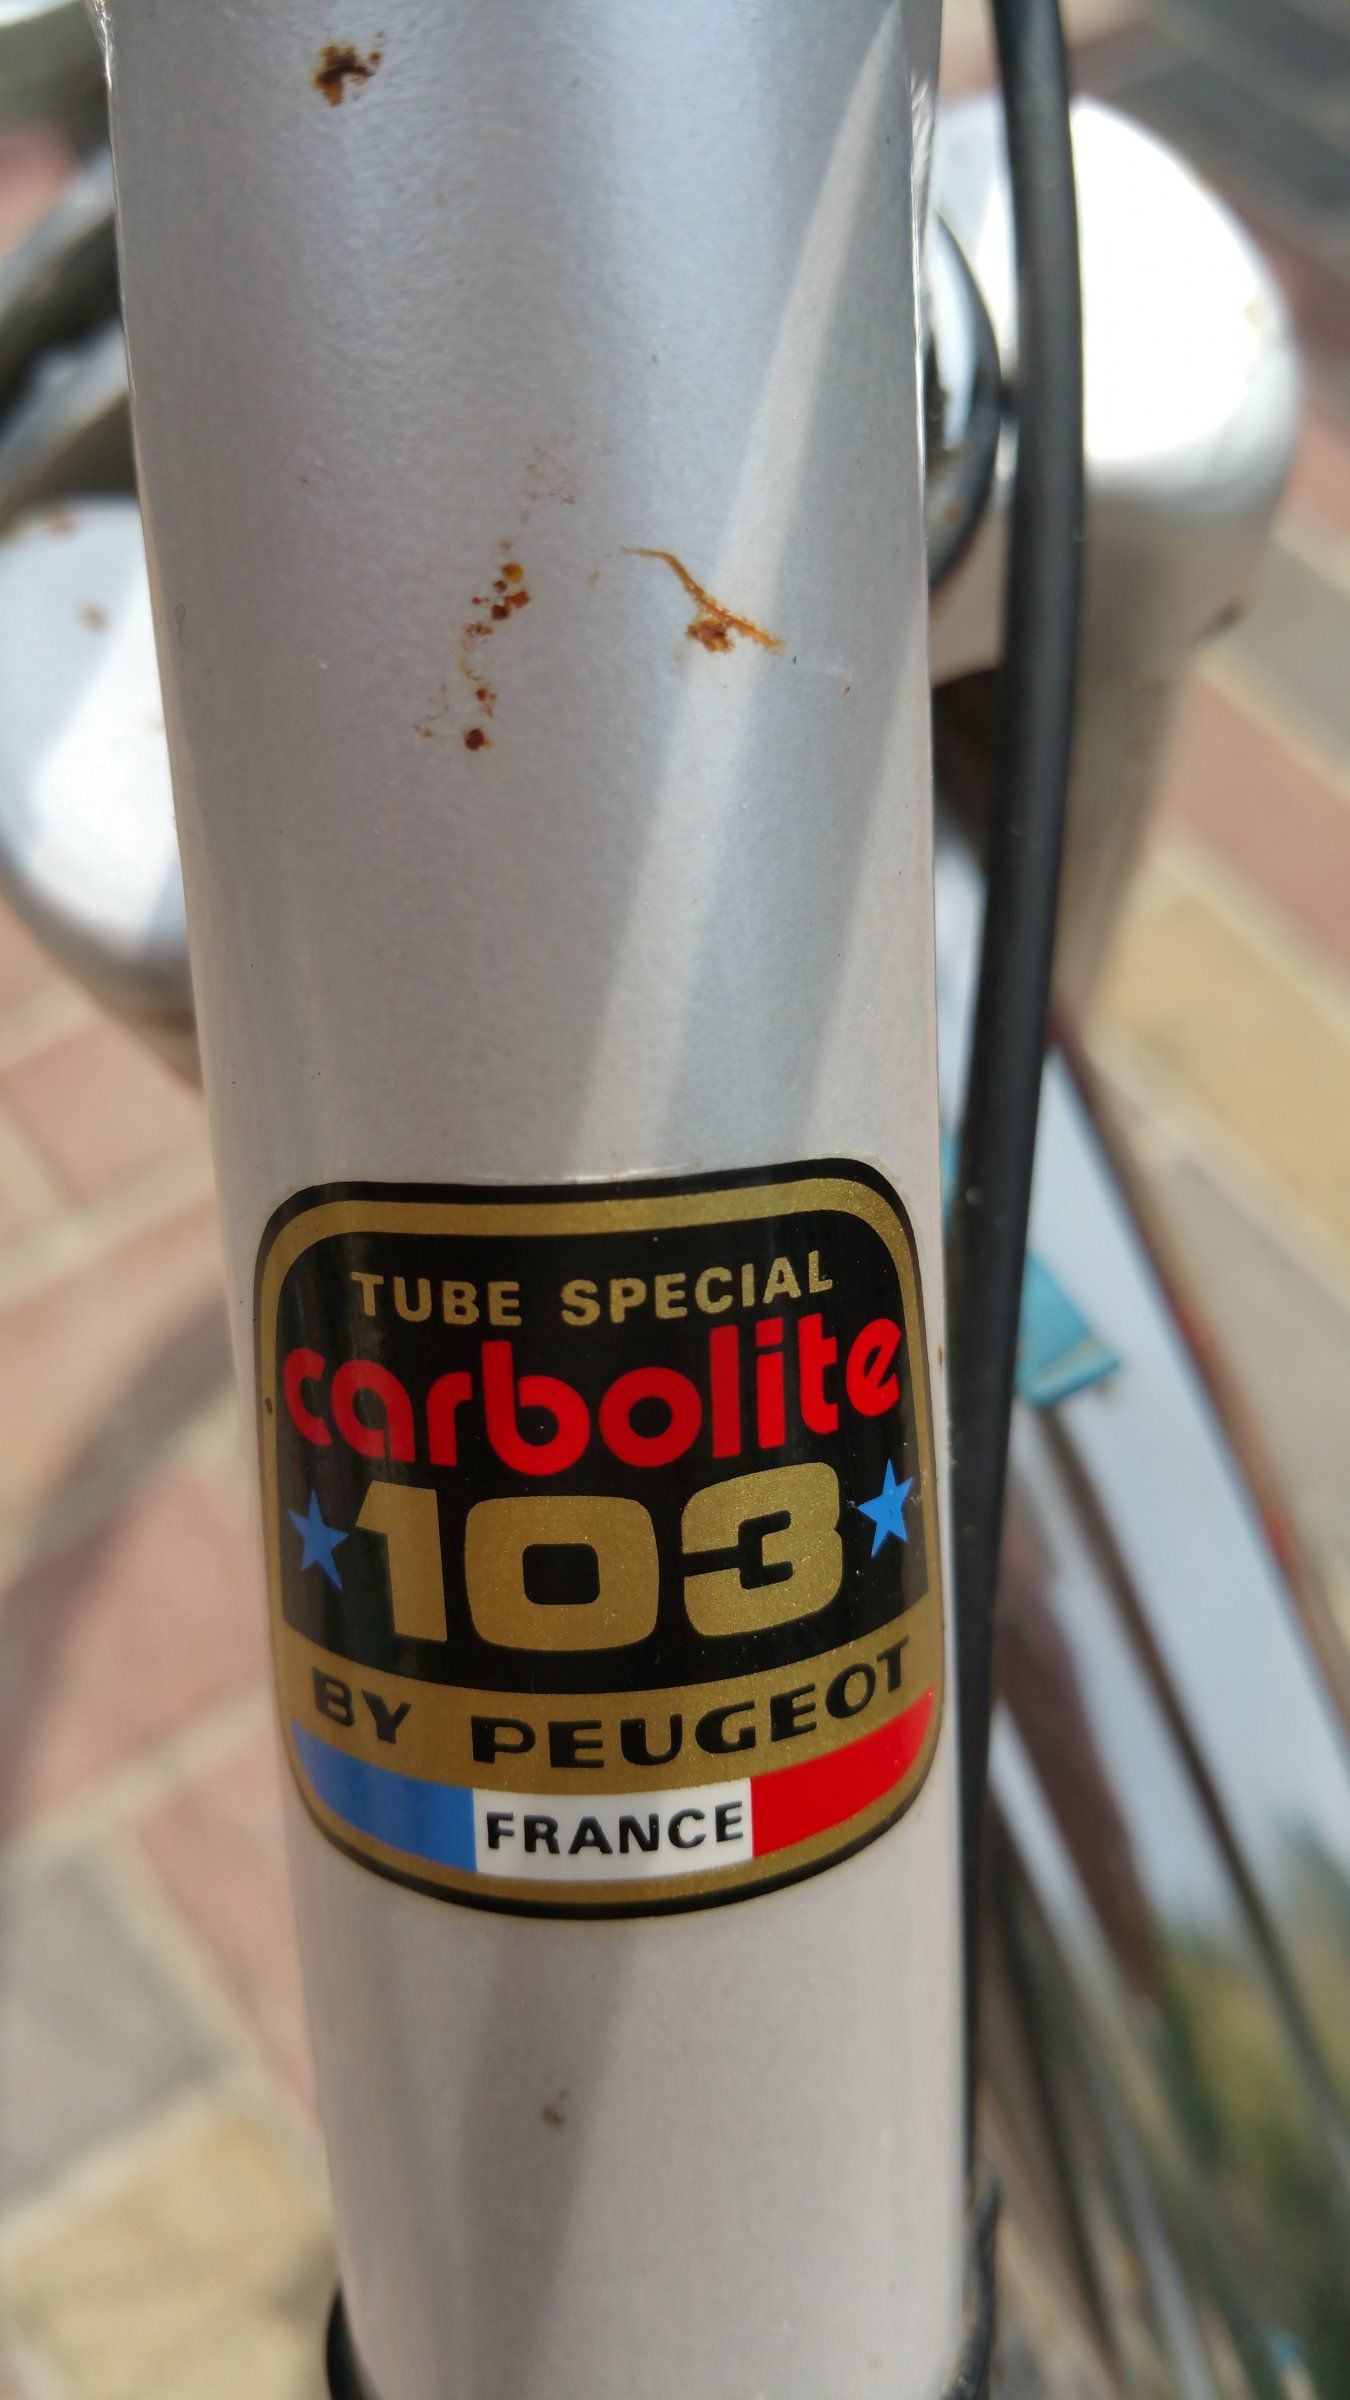 TUBE SPECIAL
carbolite
103
BY PEUGEOT
FRANCE